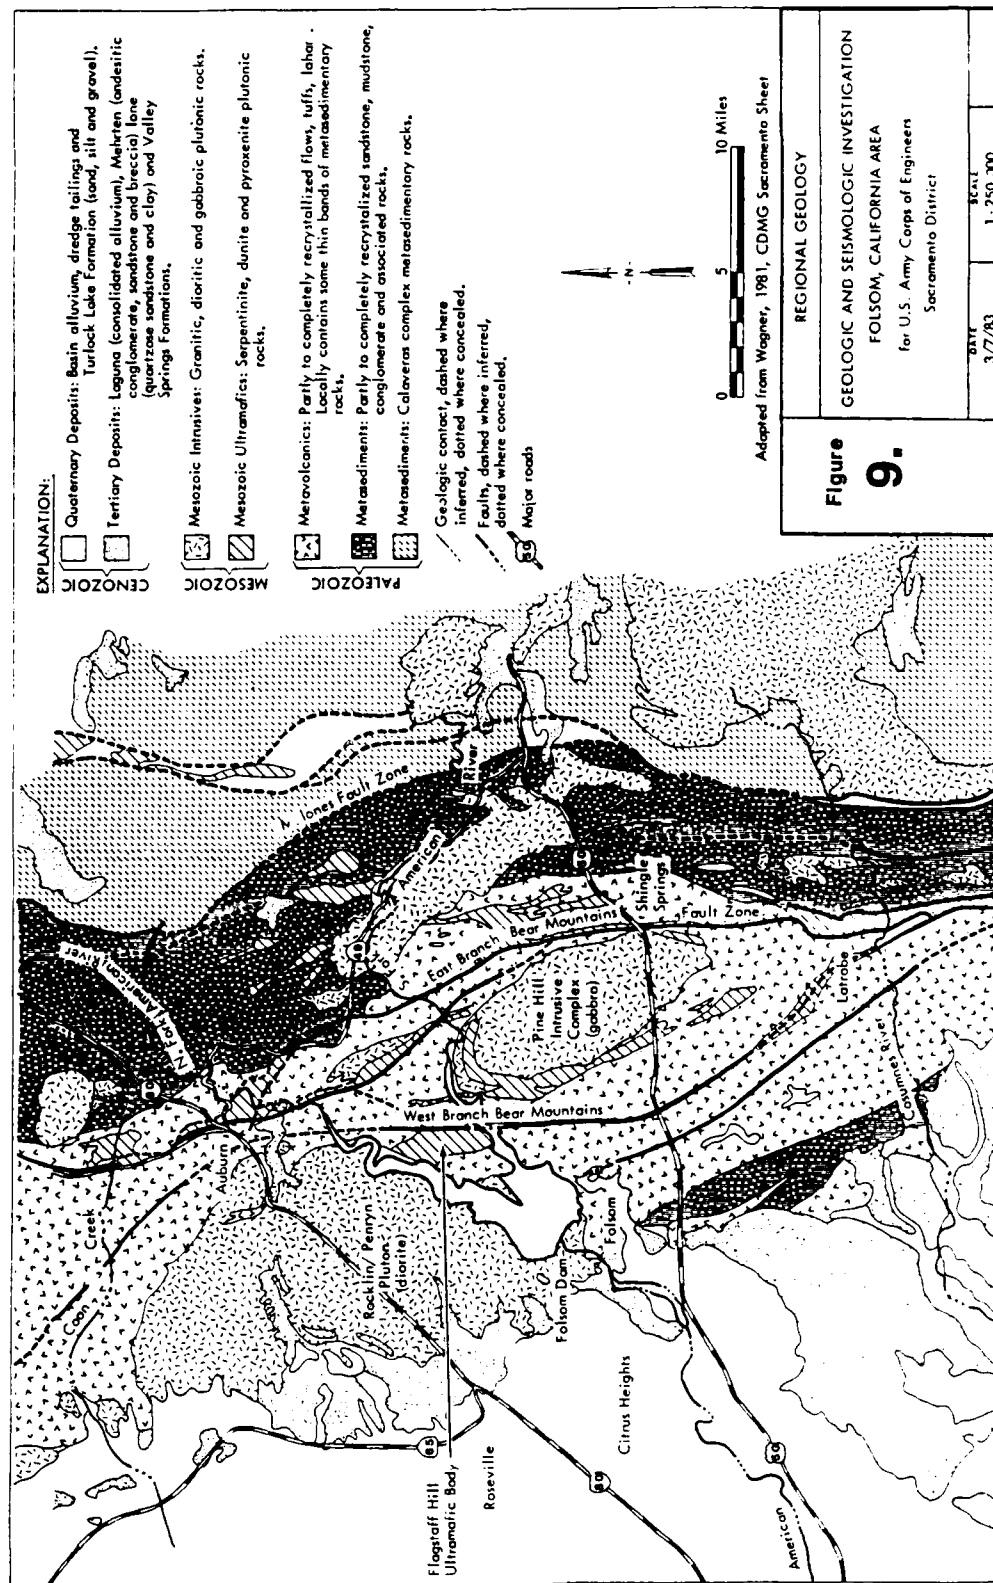 EXPLANATION:
CENOZOIC
Quaternary Deposits: Basin alluvium, dredge tailings and
Turlock Lake Formation (sand, silt and gravel).
Tertiary Deposits: Laguna (consolidated alluvium), Mehrten (andesitic
conglomerate, sandstone and breccia) Ione
(quartzase sandstone and clay) and Valley
Springs Formations.
MESOZOIC
Mesozoic Intrusives: Granitic, dioritic and gabbroic plutonic rocks.
Mesozoic Ultramafics: Serpentinite, dunite and pyroxenite plutonic
rocks.
PALEOZOIC
Metavolcanics: Partly to completely recrystallized flows, tuffs, lahar.
Locally contains some thin bands of metasedimentary
rocks.
Metasediments: Partly to completely recrystalized sandstone, mudstone,
conglomerate and associated rocks.
Metasediments: Calaveras complex metasedimentary rocks.
Geologic contact, dashed where
inferred, dotted where concealed.
Faults, dashed where inferred,
dotted where concealed.
50 Major roads
-N-
0 5 10 Miles
Adapted from Wagner, 1981, CDMG Sacramento Sheet
Figure
9.
REGIONAL GEOLOGY
GEOLOGIC AND SEISMOLOGIC INVESTIGATION
FOLSOM, CALIFORNIA AREA
for U.S. Army Corps of Engineers
Sacramento District
DATE
3/7/83
SCALE
1:250,000
Coon Creek
N Fork American River
80
Auburn
49
Jones Fault Zone
American River
East Branch Bear Mountains
Fault Zone
Shingle
Springs
Rocklin/Penryn
Pluton
(diorite)
West Branch Bear Mountains
Pine Hill
Intrusive
Complex
(gabbro)
65
Flagstaff Hill
Ultramafic Body
Roseville
80
Folsom Dam
Folsom
Citrus Heights
Latrobe
Cosumnes River
American
50